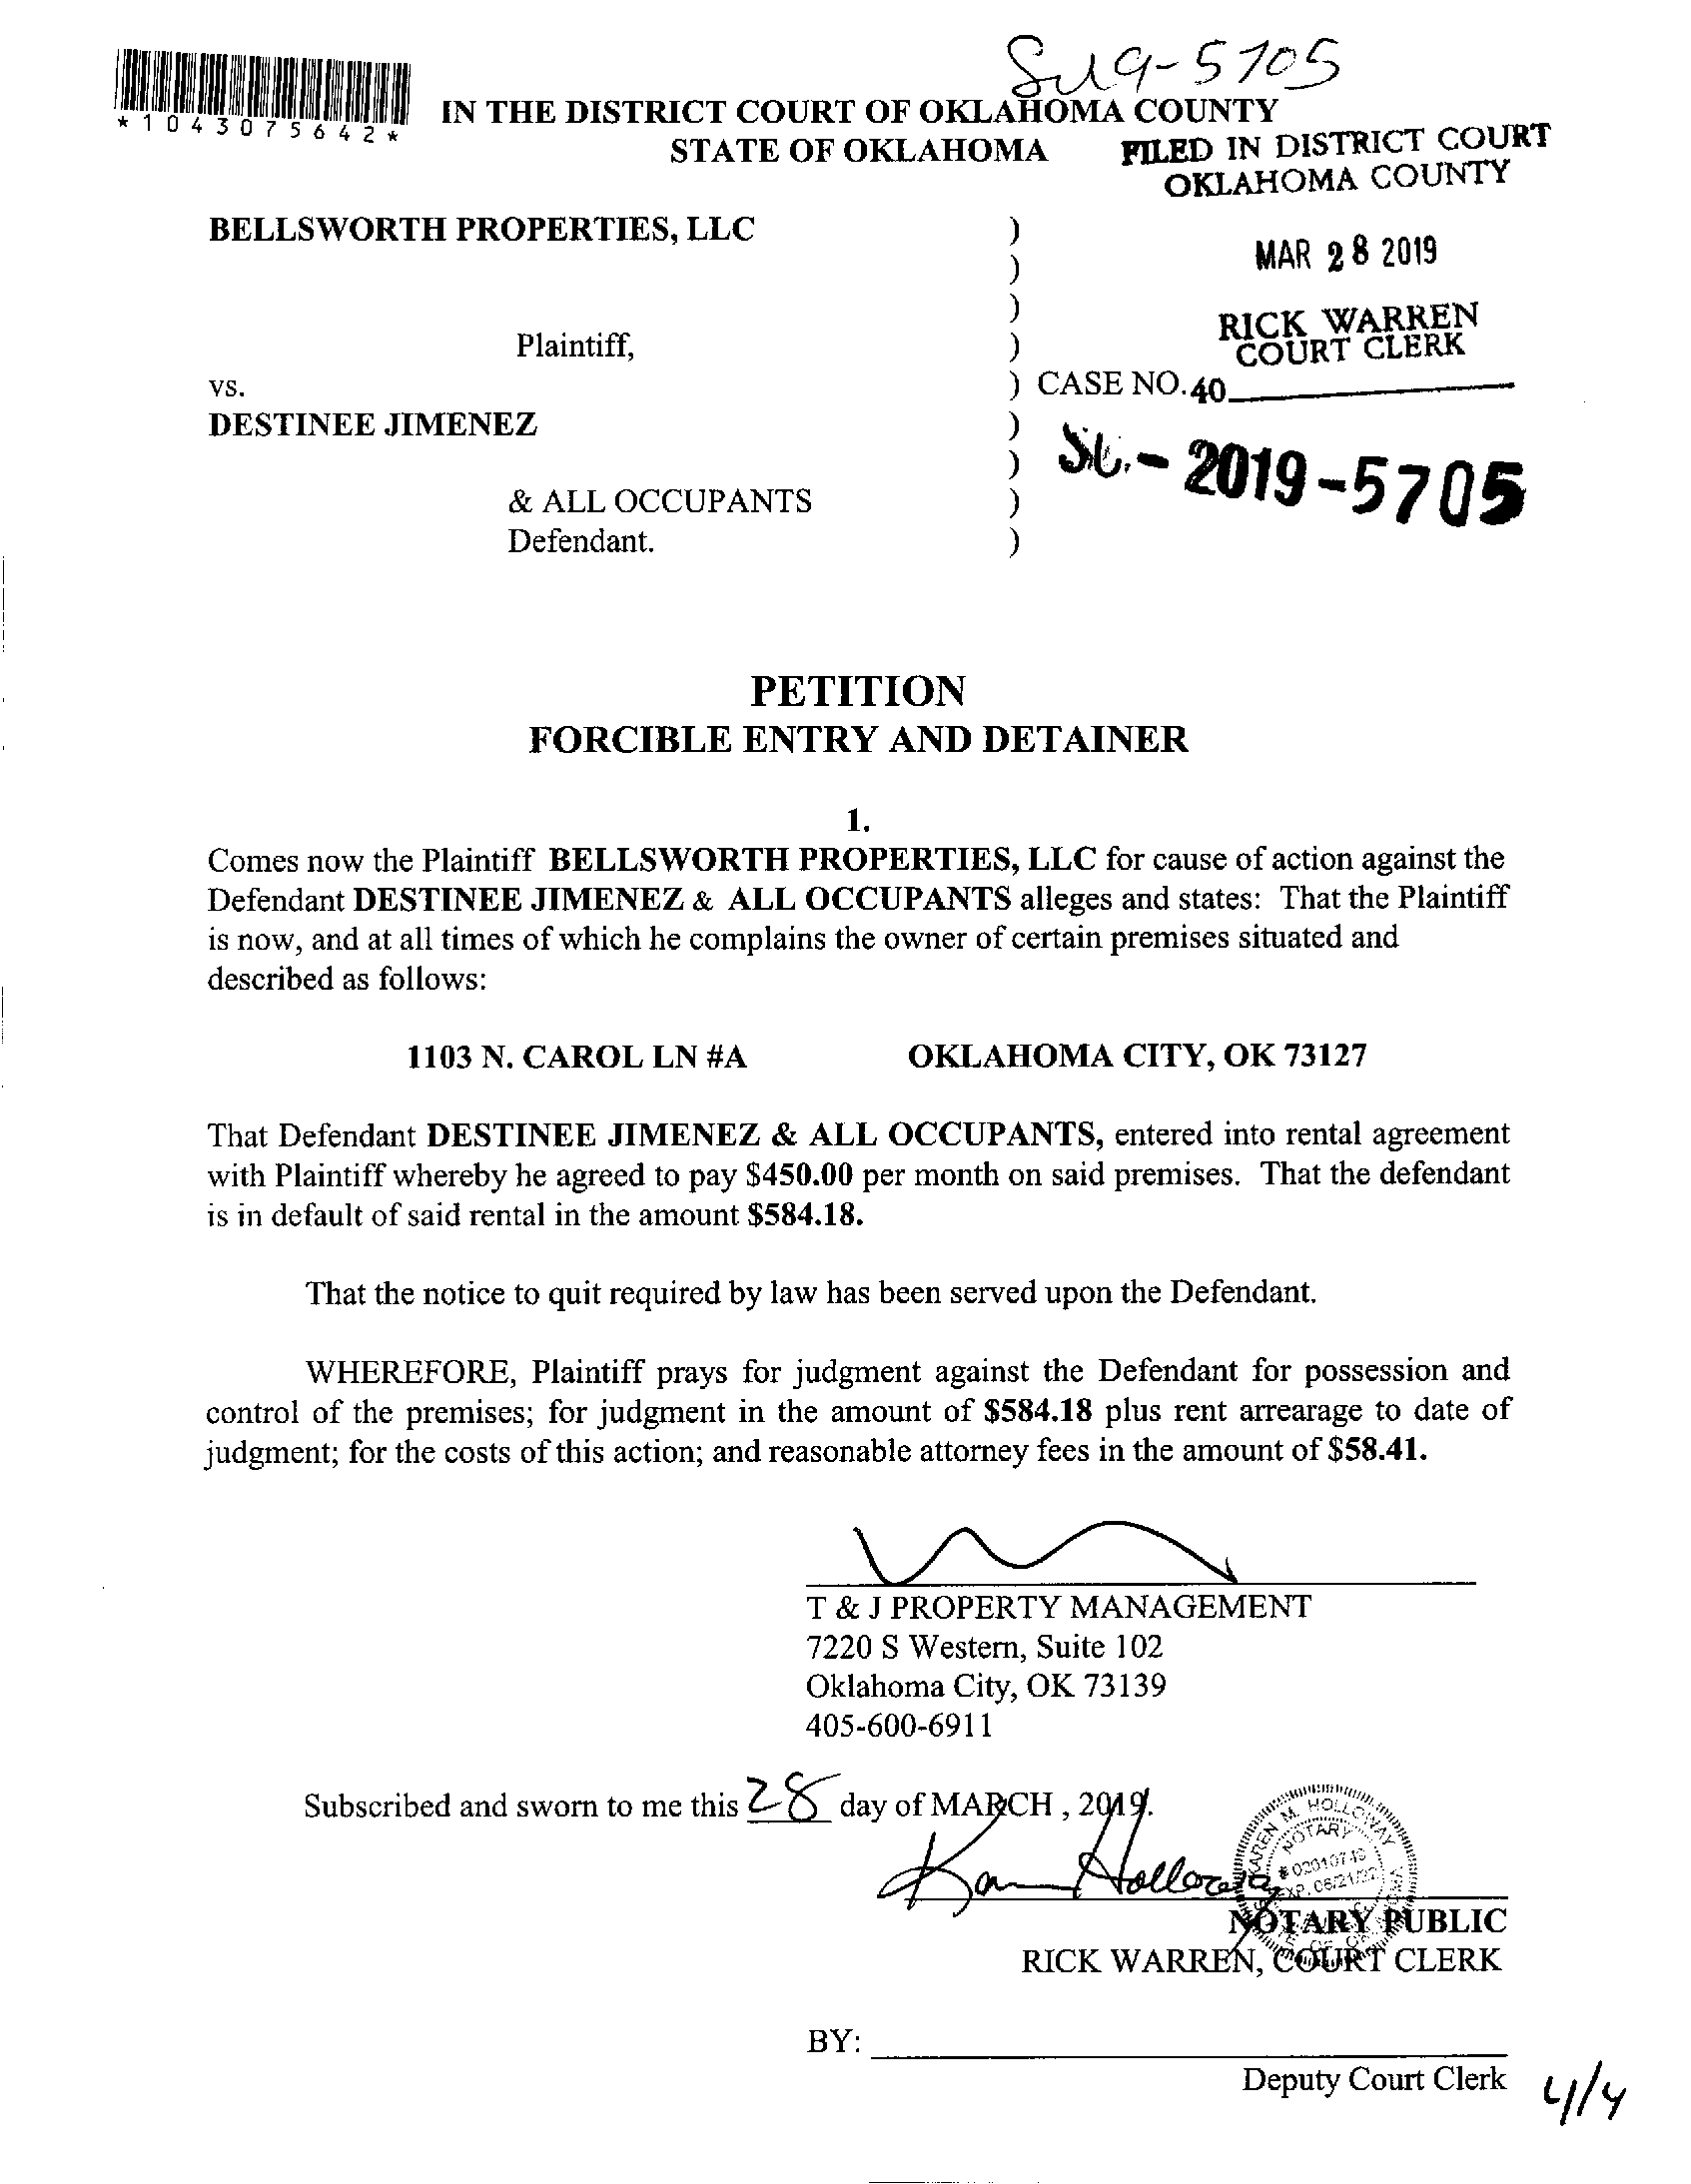 SJ19-5705
*1043075642*
IN THE DISTRICT COURT OF OKLAHOMA COUNTY
STATE OF OKLAHOMA
FILED IN DISTRICT COURT
OKLAHOMA COUNTY
MAR 28 2019
RICK WARREN
COURT CLERK
40
BELLSWORTH PROPERTIES, LLC )
)
)
Plaintiff, )
vs. ) CASE NO.
DESTINEE JIMENEZ )
)
& ALL OCCUPANTS )
Defendant. )
- 2019 - 5705
PETITION
FORCIBLE ENTRY AND DETAINER
1.
Comes now the Plaintiff BELLSWORTH PROPERTIES, LLC for cause of action against the
Defendant DESTINEE JIMENEZ & ALL OCCUPANTS alleges and states: That the Plaintiff
is now, and at all times of which he complains the owner of certain premises situated and
described as follows:
1103 N. CAROL LN #A OKLAHOMA CITY, OK 73127
That Defendant DESTINEE JIMENEZ & ALL OCCUPANTS, entered into rental agreement
with Plaintiff whereby he agreed to pay $450.00 per month on said premises. That the defendant
is in default of said rental in the amount $584.18.
That the notice to quit required by law has been served upon the Defendant.
WHEREFORE, Plaintiff prays for judgment against the Defendant for possession and
control of the premises; for judgment in the amount of $584.18 plus rent arrearage to date of
judgment; for the costs of this action; and reasonable attorney fees in the amount of $58.41.
T & J PROPERTY MANAGEMENT
7220 S Western, Suite 102
Oklahoma City, OK 73139
405-600-6911
Subscribed and sworn to me this 28 day of MARCH , 2019.
Karen Holloway
KAREN M. HOLLOWAY
NOTARY
# 02010748
EXP. 06/21/22
NOTARY PUBLIC
RICK WARREN, COURT CLERK
BY:
Deputy Court Clerk
4/4